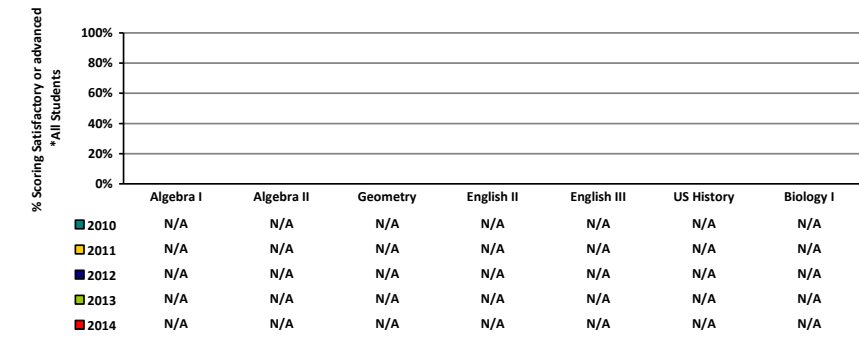 % Scoring Satisfactory or advanced
*All Students
100%
80%
60%
40%
20%
0%
Algebra I Algebra II Geometry English II English III US History Biology I
2010 N/A N/A N/A N/A N/A N/A N/A
2011 N/A N/A N/A N/A N/A N/A N/A
2012 N/A N/A N/A N/A N/A N/A N/A
2013 N/A N/A N/A N/A N/A N/A N/A
2014 N/A N/A N/A N/A N/A N/A N/A